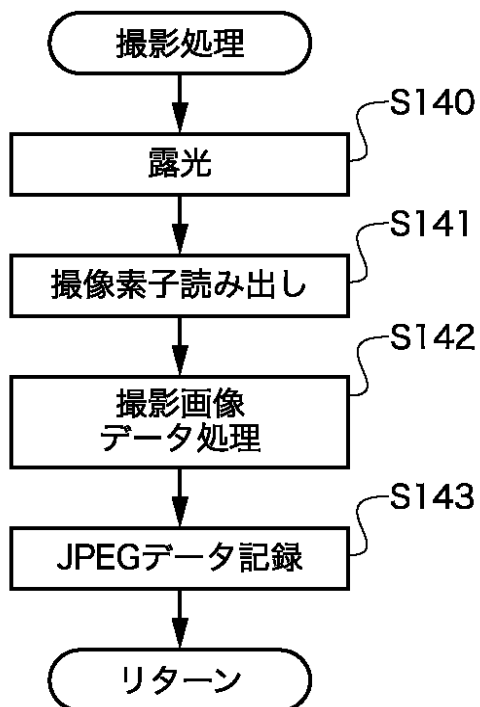 撮影処理
S140
露光
S141
撮像素子読み出し
S142
撮影画像
データ処理
S143
JPEGデータ記録
リターン